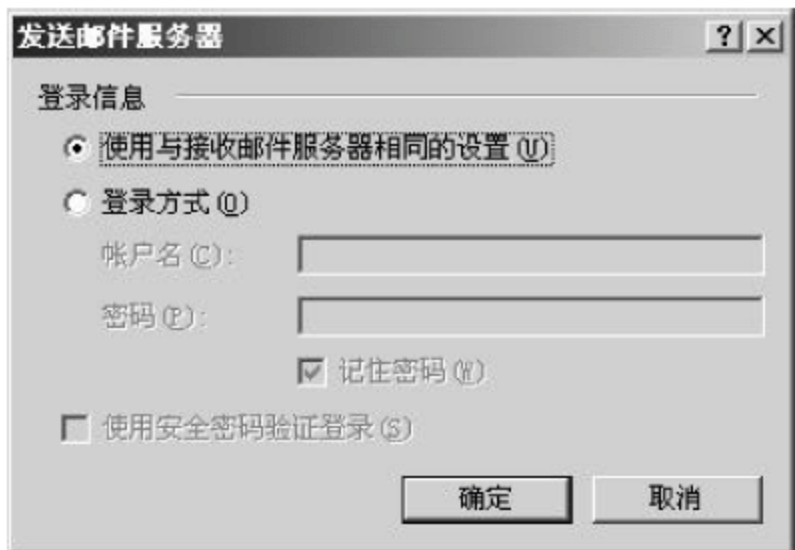 发送邮件服务器
登录信息
使用与接收邮件服务器相同的设置(U)
登录方式(O)
帐户名(C):
密码(P):
记住密码(W)
使用安全密码验证登录(S)
确定 取消